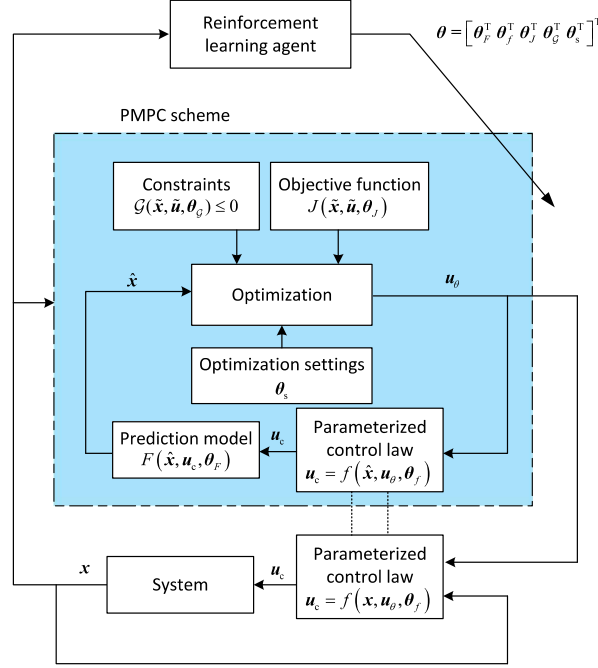 Reinforcement
learning agent
θ = [θ_F^T θ_f^T θ_J^T θ_𝒢^T θ_s^T]^T
PMPC scheme
Constraints
𝒢(x̃, ũ, θ_𝒢) ≤ 0
Objective function
J(x̃, ũ, θ_J)
x̂
Optimization
u_θ
Optimization settings
θ_s
Prediction model
F(x̂, u_c, θ_F)
u_c
Parameterized
control law
u_c = f(x̂, u_θ, θ_f)
x
System
u_c
Parameterized
control law
u_c = f(x, u_θ, θ_f)